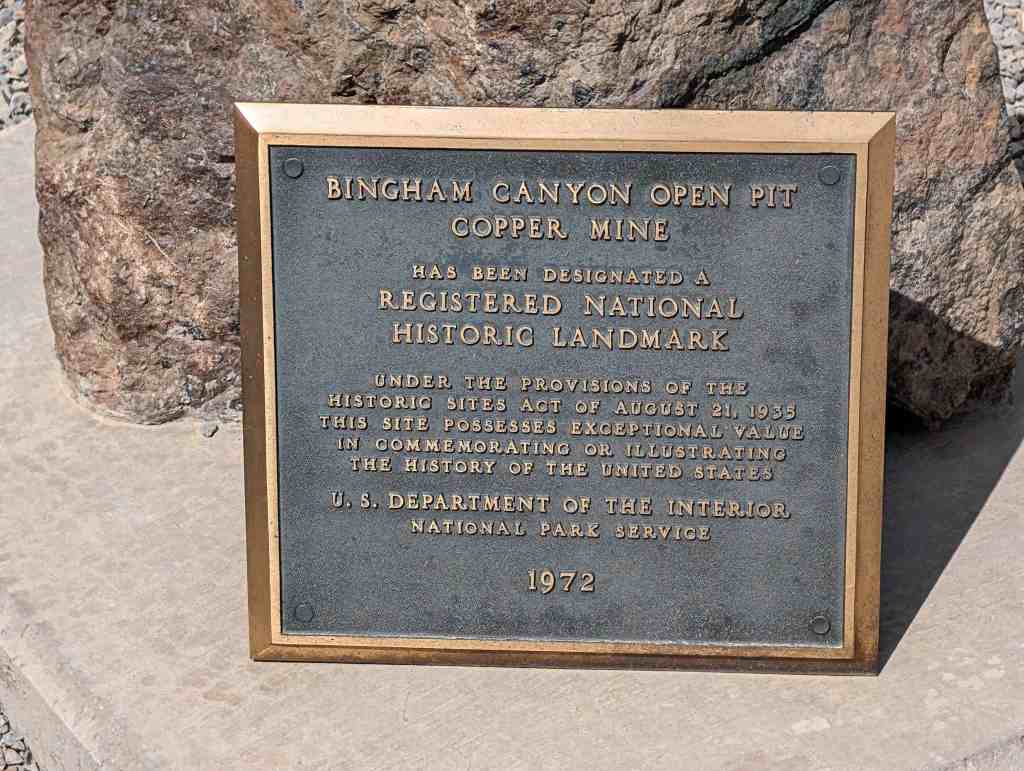 BINGHAM CANYON OPEN PIT
COPPER MINE
HAS BEEN DESIGNATED A
REGISTERED NATIONAL
HISTORIC LANDMARK
UNDER THE PROVISIONS OF THE
HISTORIC SITES ACT OF AUGUST 21, 1935
THIS SITE POSSESSES EXCEPTIONAL VALUE
IN COMMEMORATING OR ILLUSTRATING
THE HISTORY OF THE UNITED STATES
U. S. DEPARTMENT OF THE INTERIOR
NATIONAL PARK SERVICE
1972